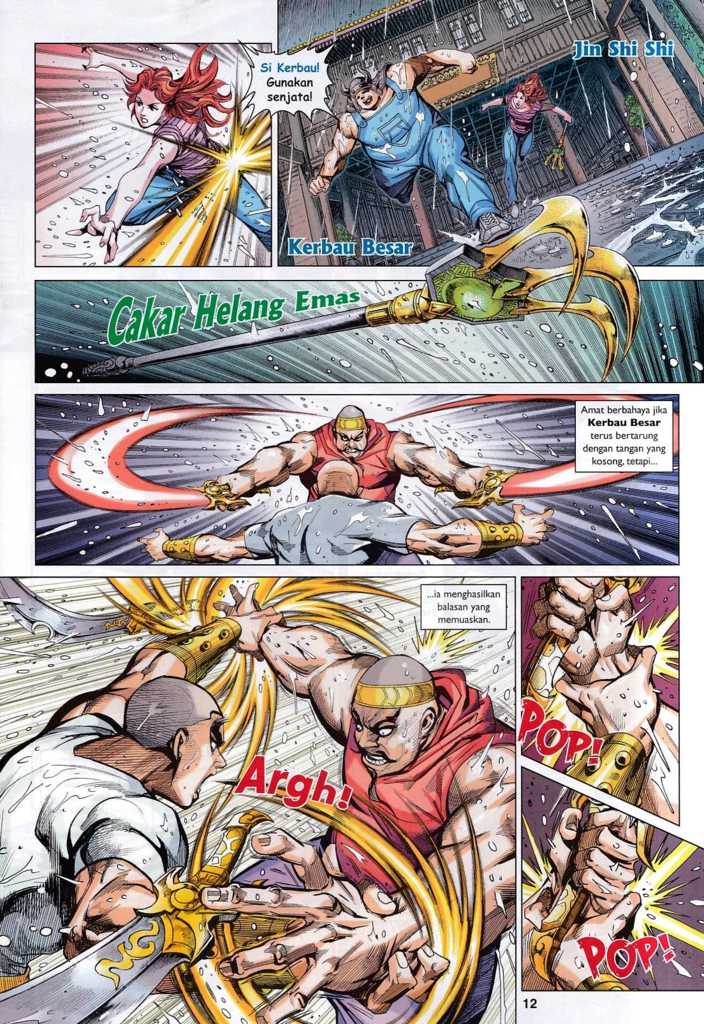 Si Kerbau!
Gunakan
senjata!
Jin Shi Shi
Kerbau Besar
Cakar Helang Emas
Amat berbahaya jika
Kerbau Besar
terus bertarung
dengan tangan yang
kosong, tetapi...
...ia menghasilkan
balasan yang
memuaskan.
Argh!
POP!
POP!
12